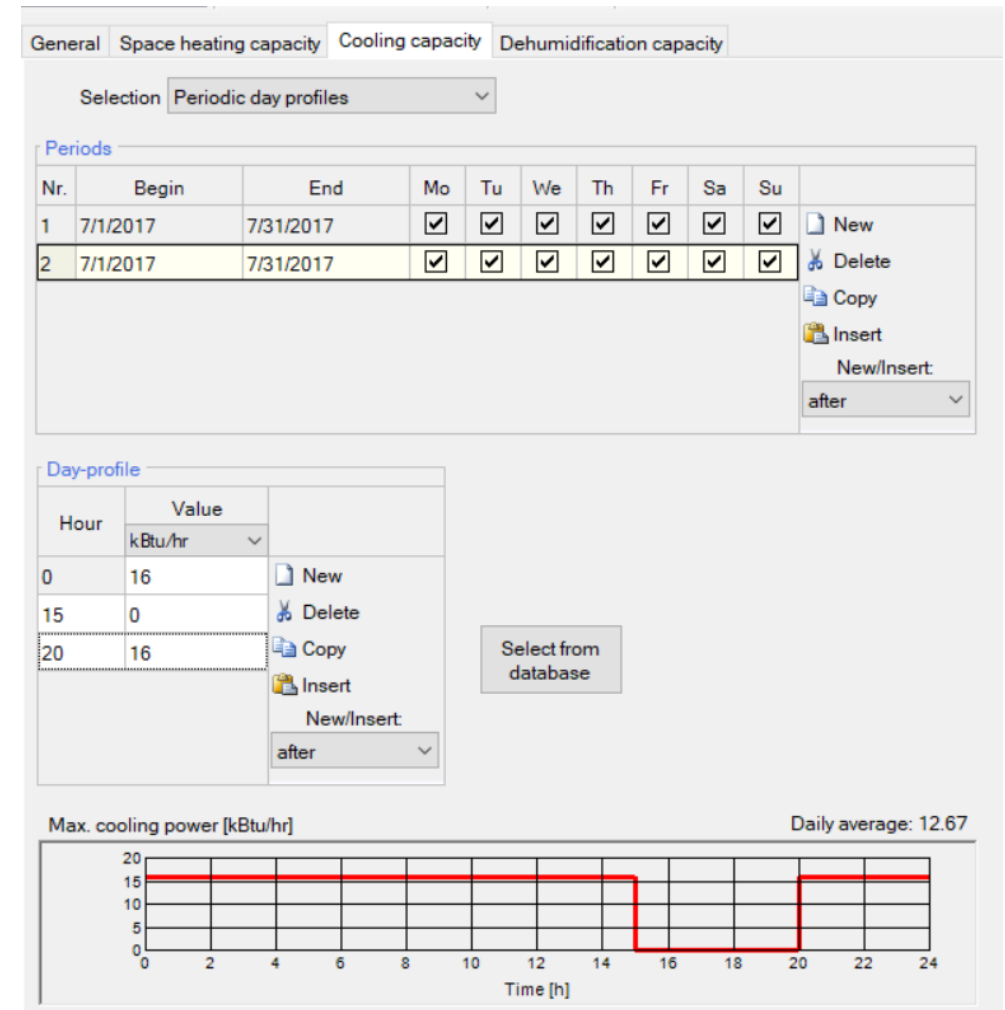 General Space heating capacity Cooling capacity Dehumidification capacity
Selection Periodic day profiles
Periods
Nr. Begin End Mo Tu We Th Fr Sa Su
1 7/1/2017 7/31/2017 New
2 7/1/2017 7/31/2017 Delete
Copy
Insert
New/Insert:
after
Day-profile
Hour Value
kBtu/hr
0 16 New
15 0 Delete
20 16 Copy
Insert
New/Insert:
after
Select from
database
Max. cooling power [kBtu/hr] Daily average: 12.67
20
15
10
5
0
0 2 4 6 8 10 12 14 16 18 20 22 24
Time [h]